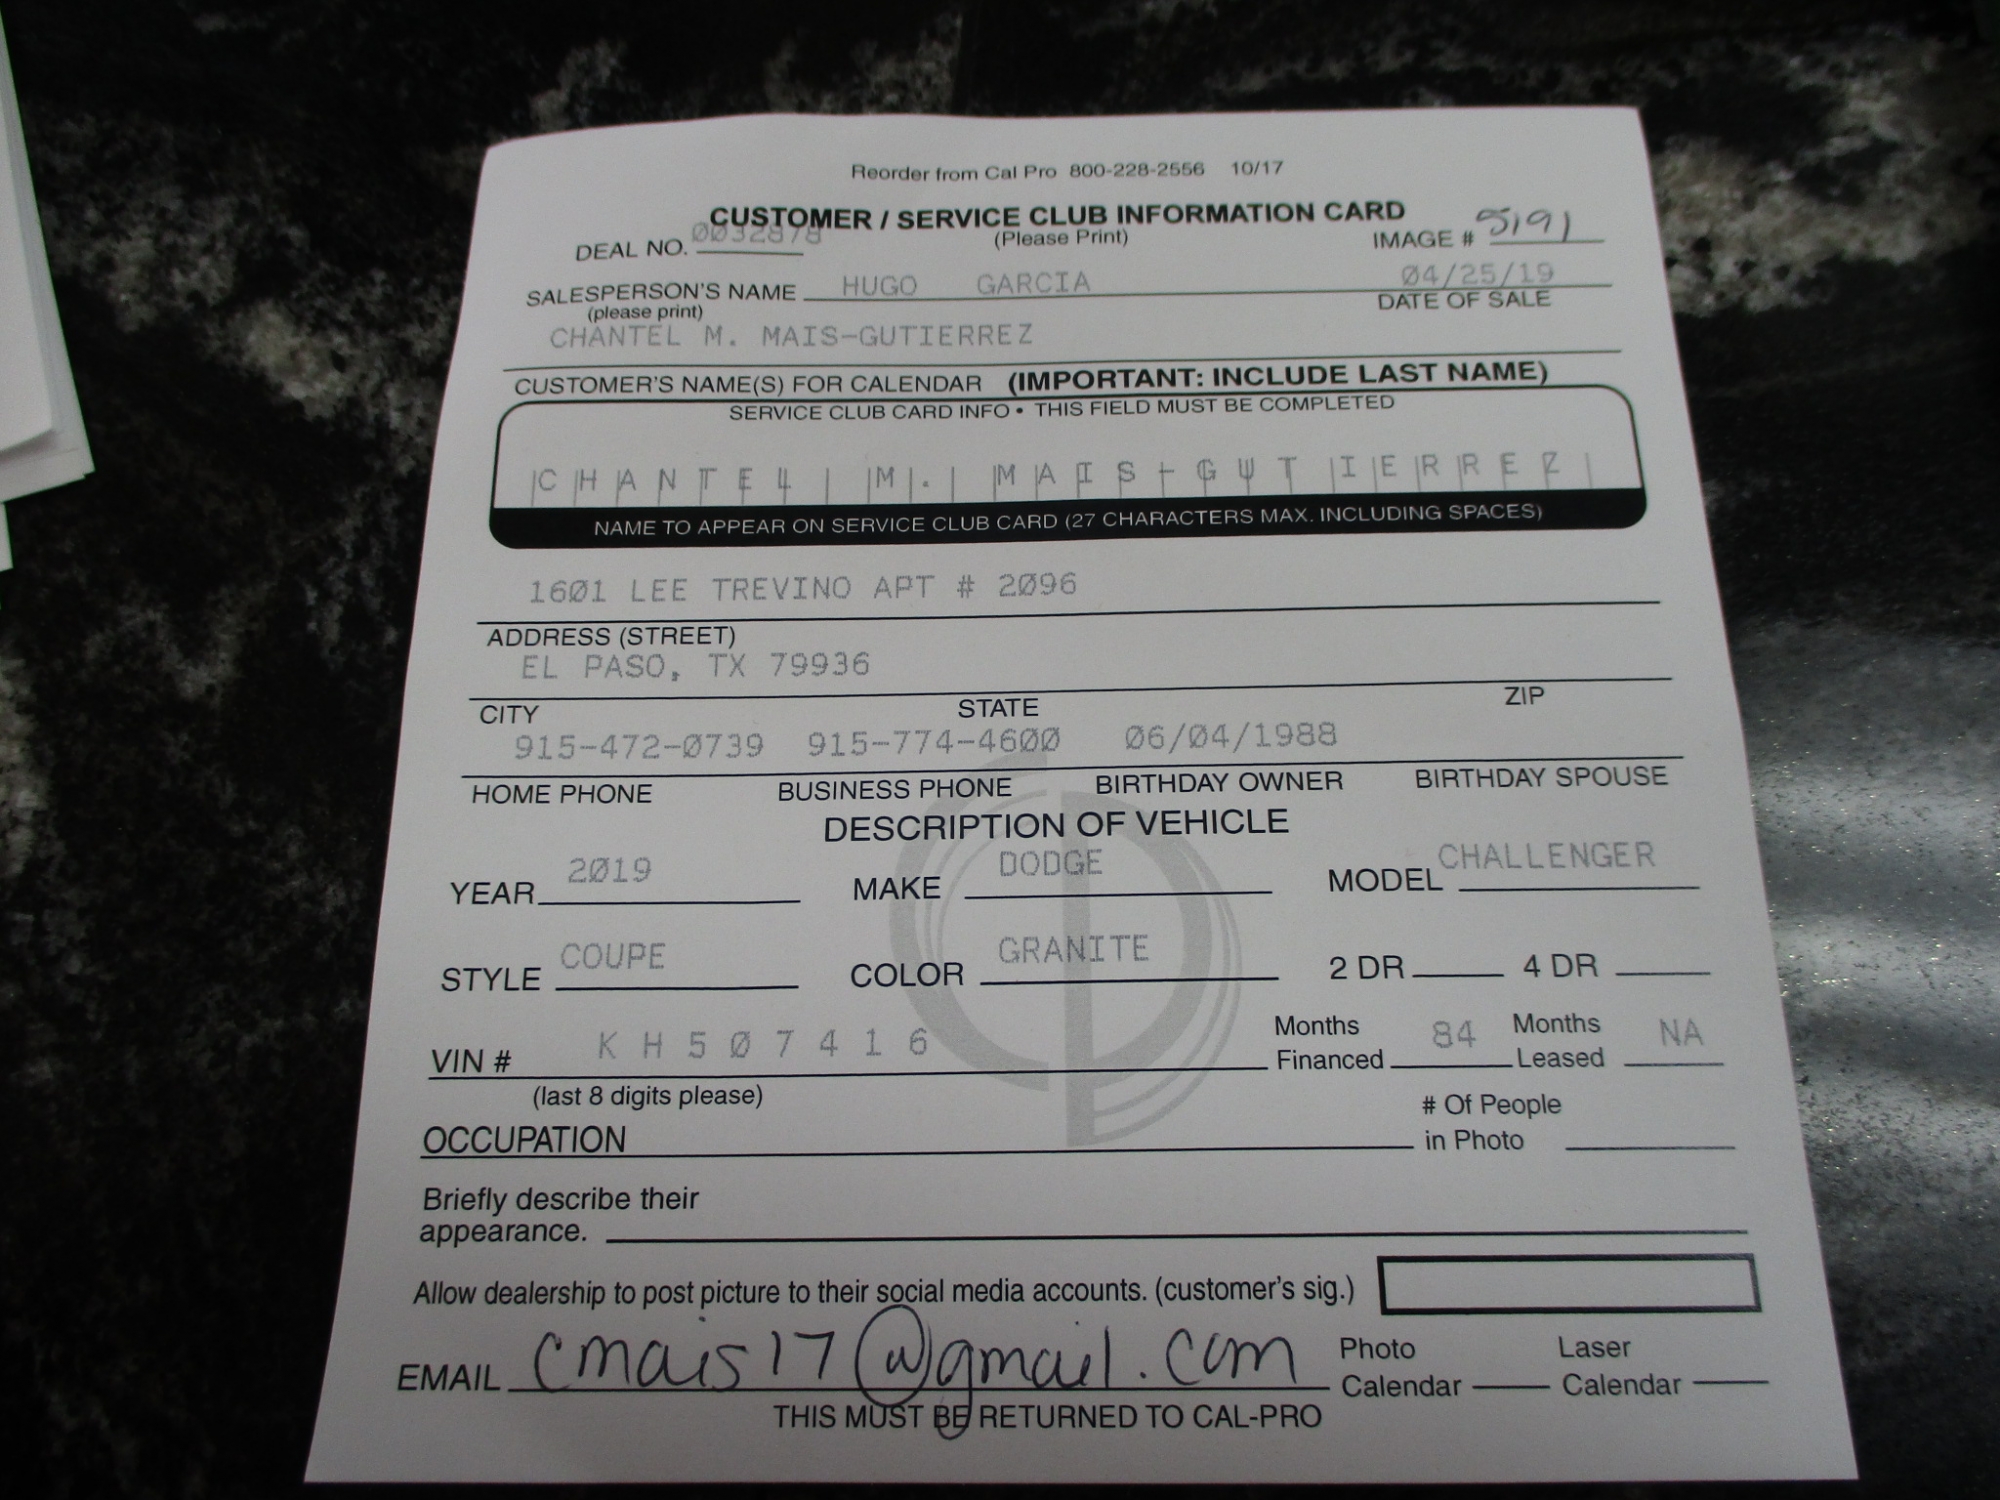 Reorder from Cal Pro 800-228-2556 10/17
CUSTOMER / SERVICE CLUB INFORMATION CARD
DEAL NO. 0032878 (Please Print) IMAGE # 5191
SALESPERSON'S NAME HUGO GARCIA 04/25/19
(please print) DATE OF SALE
CHANTEL M. MAIS-GUTIERREZ
CUSTOMER'S NAME(S) FOR CALENDAR (IMPORTANT: INCLUDE LAST NAME)
SERVICE CLUB CARD INFO • THIS FIELD MUST BE COMPLETED
CHANTEL M. MAIS-GUTIERREZ
NAME TO APPEAR ON SERVICE CLUB CARD (27 CHARACTERS MAX. INCLUDING SPACES)
1601 LEE TREVINO APT # 2096
ADDRESS (STREET)
EL PASO, TX 79936
CITY STATE ZIP
915-472-0739 915-774-4600 06/04/1988
HOME PHONE BUSINESS PHONE BIRTHDAY OWNER BIRTHDAY SPOUSE
DESCRIPTION OF VEHICLE
YEAR 2019 MAKE DODGE MODEL CHALLENGER
STYLE COUPE COLOR GRANITE 2 DR 4 DR
VIN # K H 5 0 7 4 1 6 Months Financed 84 Months Leased NA
(last 8 digits please)
OCCUPATION # Of People in Photo
Briefly describe their
appearance.
Allow dealership to post picture to their social media accounts. (customer's sig.)
EMAIL cmais17@gmail.com Photo Calendar Laser Calendar
THIS MUST BE RETURNED TO CAL-PRO